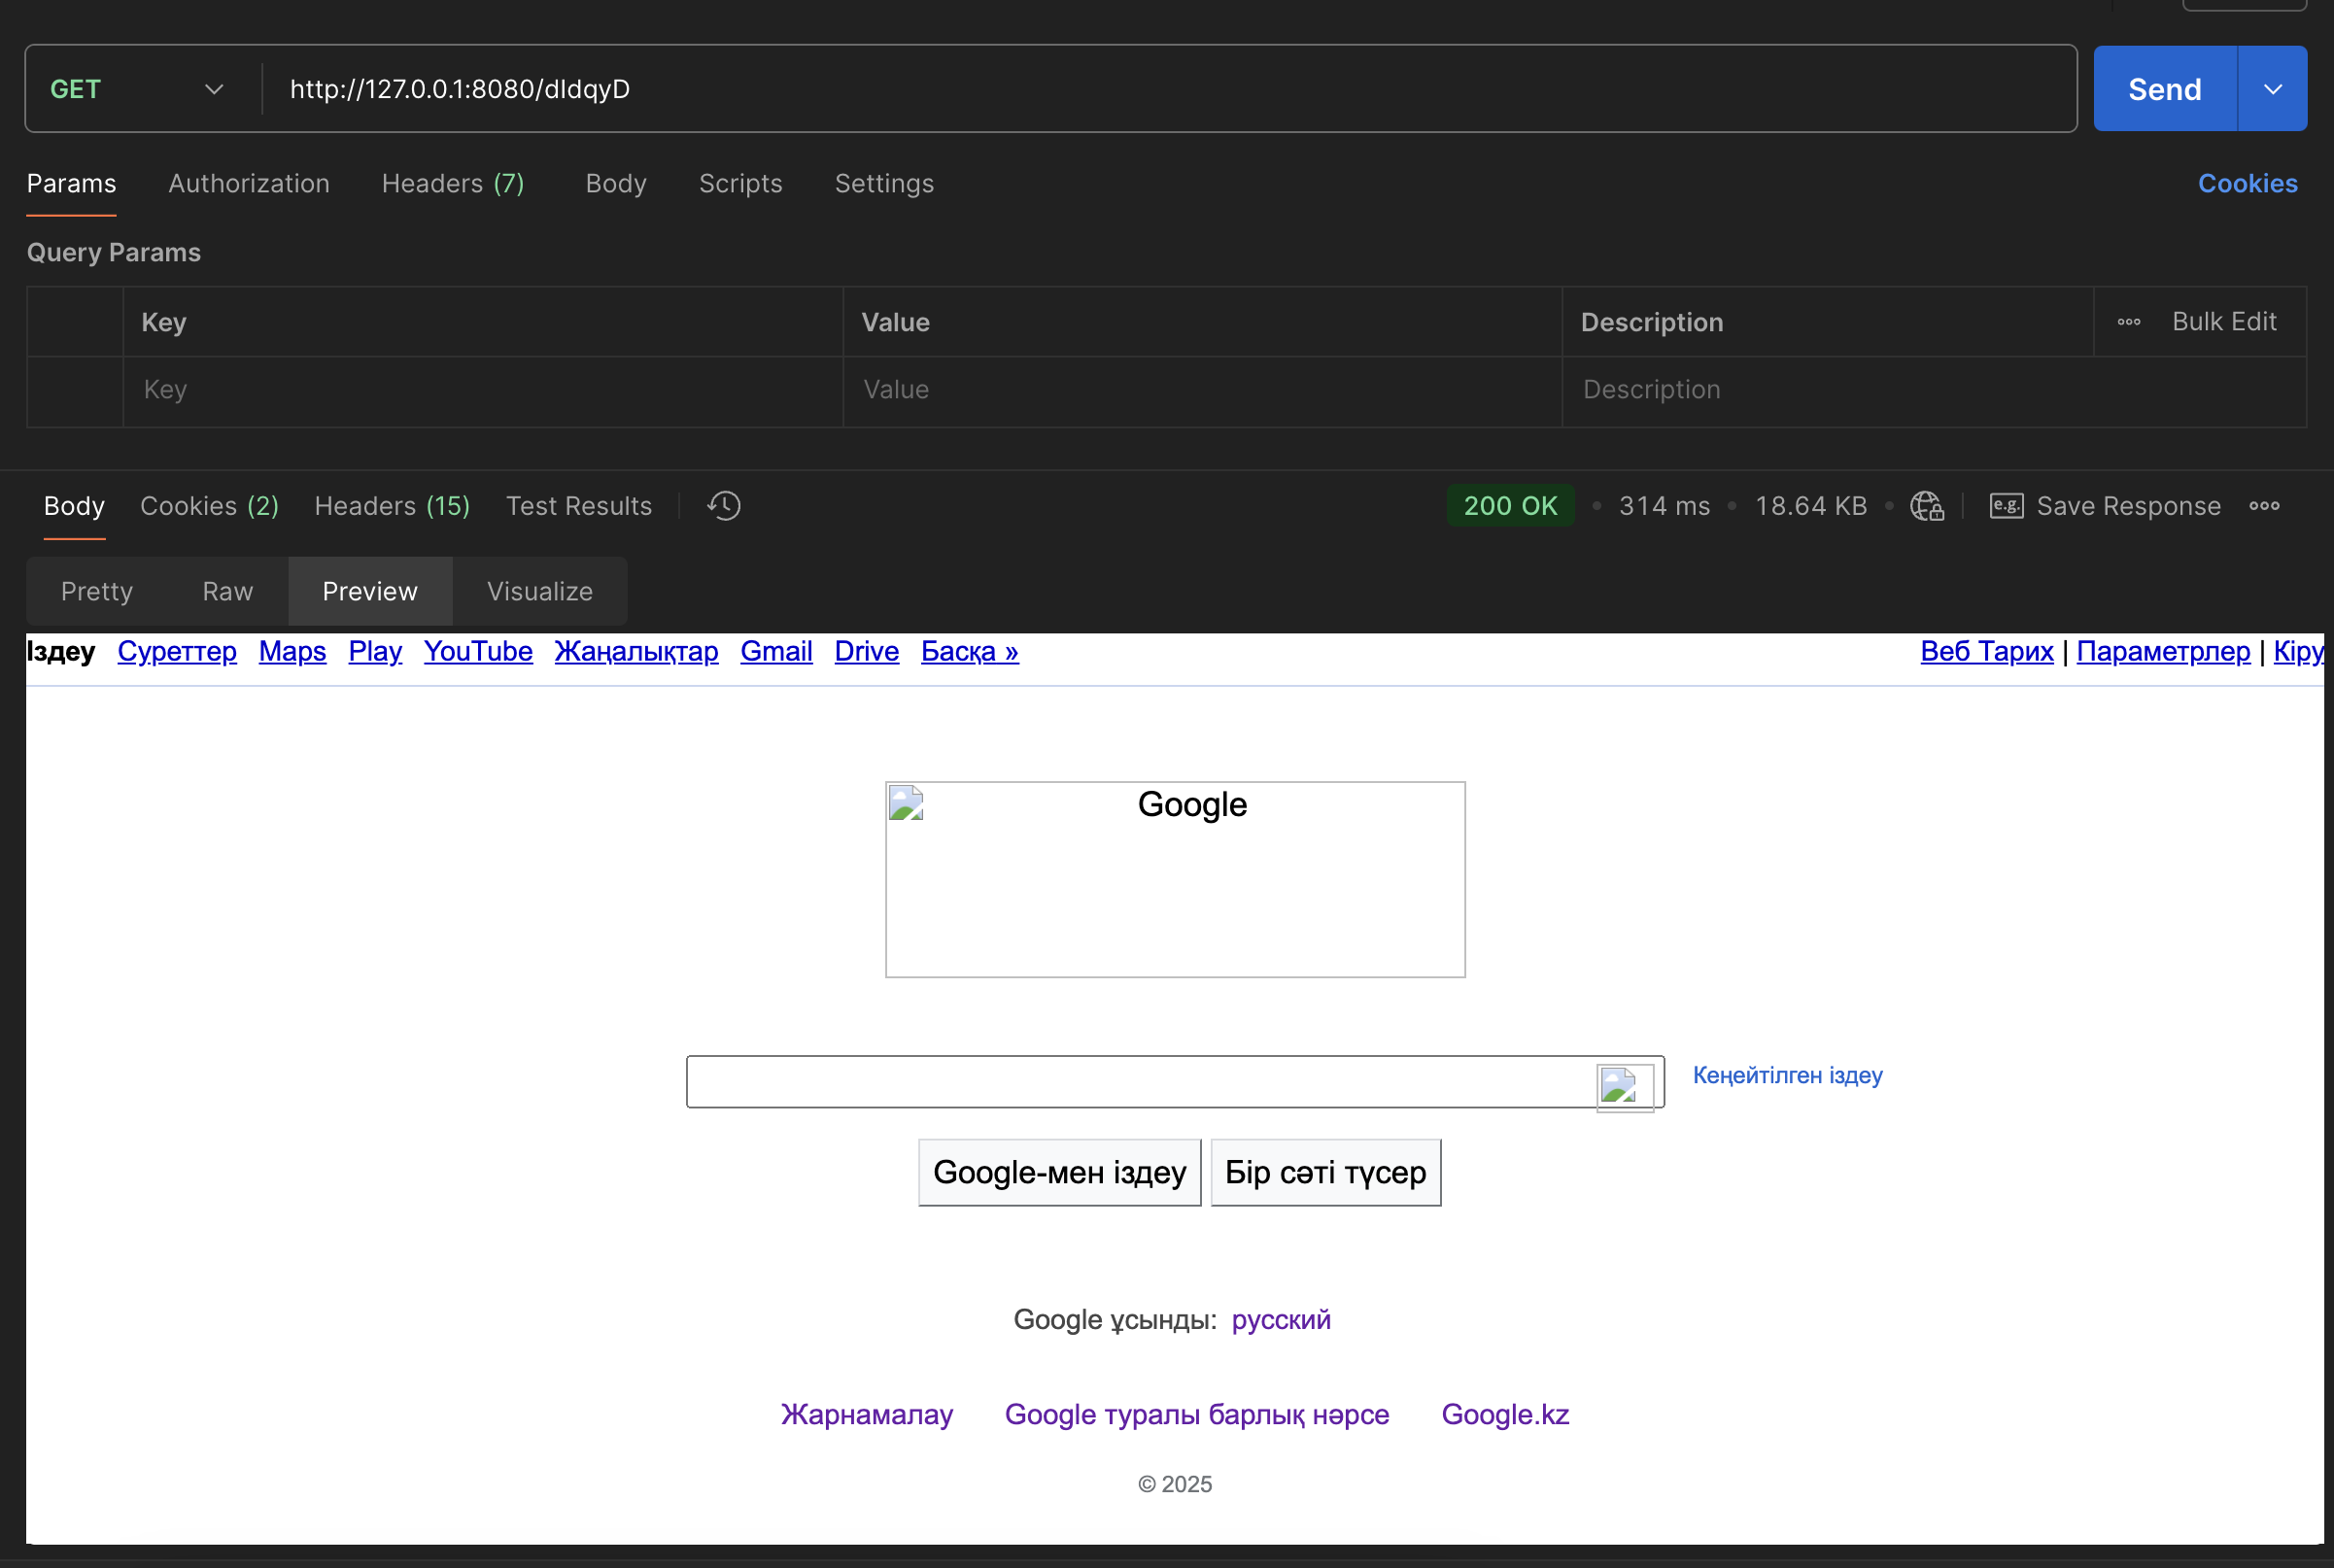 GET http://127.0.0.1:8080/dIdqyD Send
Params Authorization Headers (7) Body Scripts Settings Cookies
Query Params
Key Value Description Bulk Edit
Key Value Description
Body Cookies (2) Headers (15) Test Results 200 OK • 314 ms • 18.64 KB • e.g. Save Response
Pretty Raw Preview Visualize
Іздеу Суреттер Maps Play YouTube Жаңалықтар Gmail Drive Басқа » Веб Тарих | Параметрлер | Кіру
Google
Кеңейтілген іздеу
Google-мен іздеу Бір сәті түсер
Google ұсынды: русский
Жарнамалау Google туралы барлық нәрсе Google.kz
© 2025